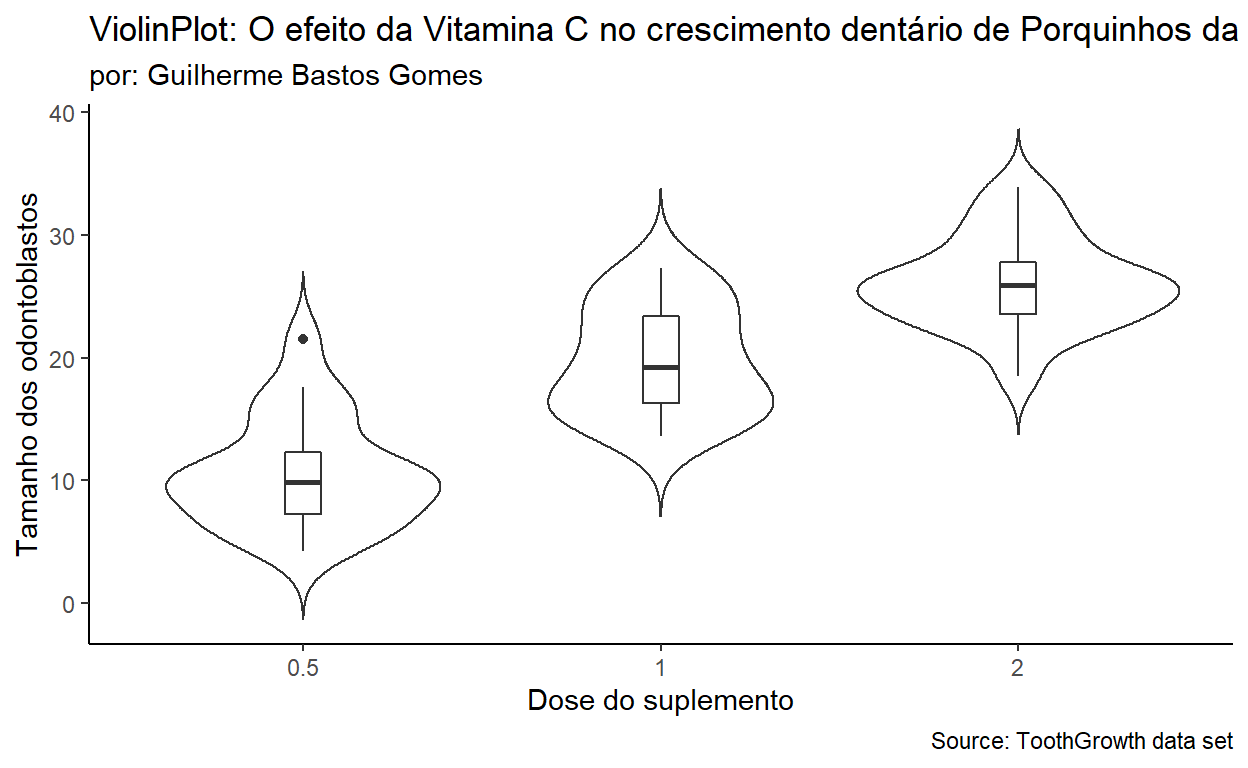 ViolinPlot: O efeito da Vitamina C no crescimento dentário de Porquinhos da
por: Guilherme Bastos Gomes
Tamanho dos odontoblastos
40
30
20
10
0
0.5 1 2
Dose do suplemento
Source: ToothGrowth data set